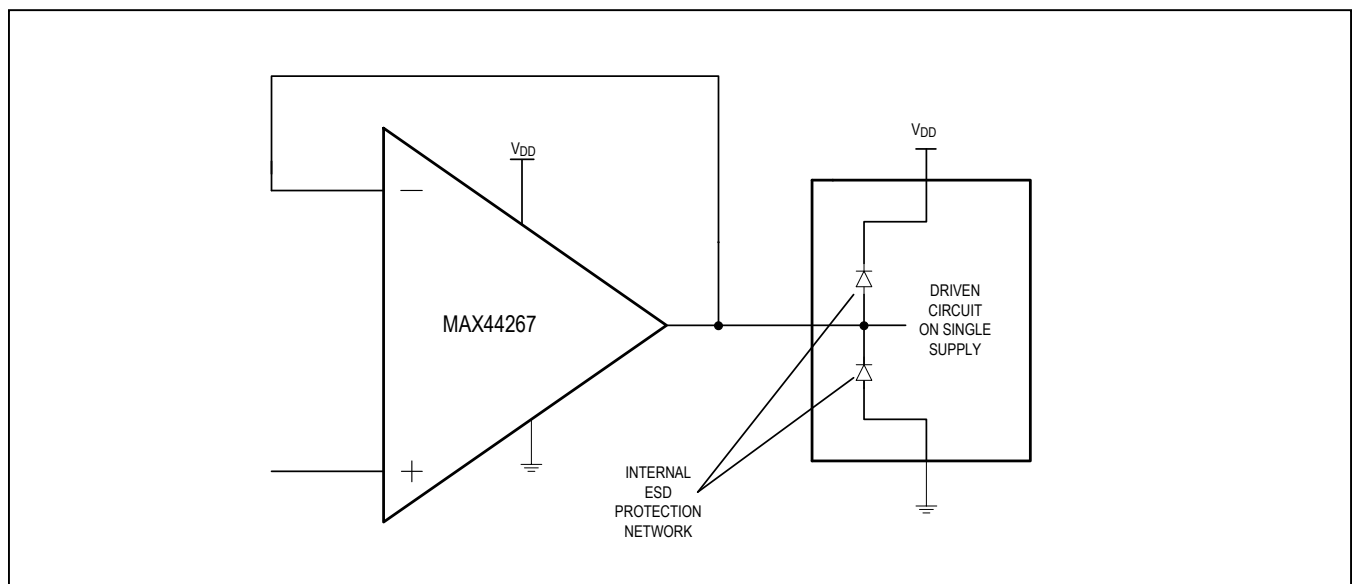 VDD
VDD
−
MAX44267
+
DRIVEN
CIRCUIT
ON SINGLE
SUPPLY
INTERNAL
ESD
PROTECTION
NETWORK